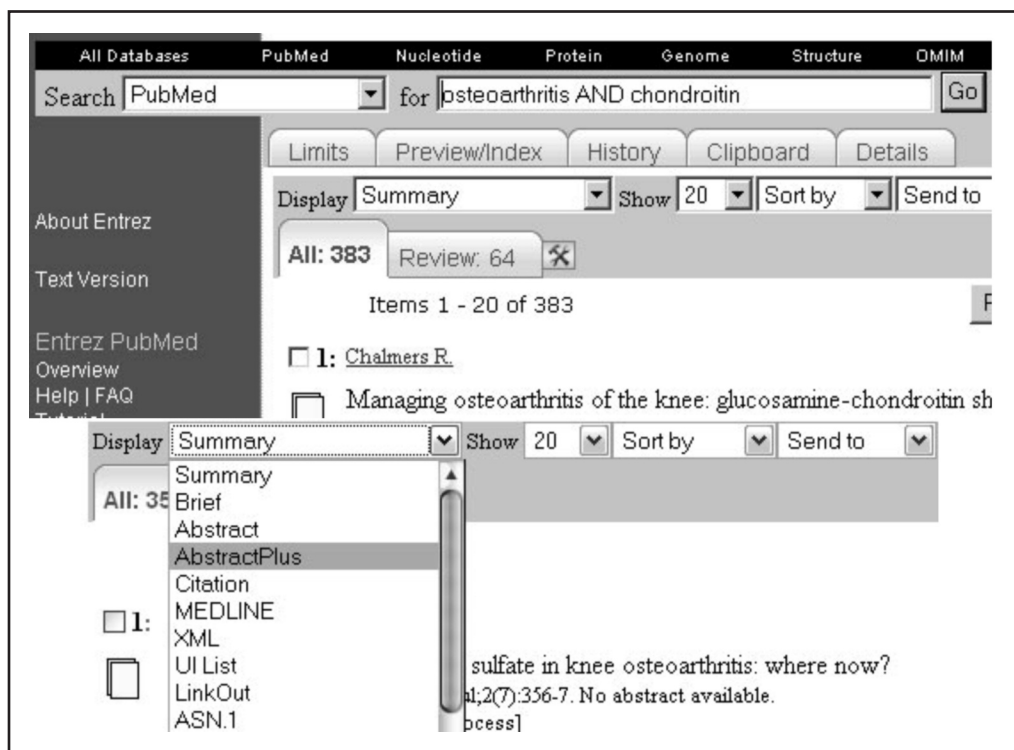 All Databases PubMed Nucleotide Protein Genome Structure OMIM
Search PubMed for osteoarthritis AND chondroitin Go
Limits Preview/Index History Clipboard Details
Display Summary Show 20 Sort by Send to
About Entrez
All: 383 Review: 64
Text Version
Items 1 - 20 of 383
Entrez PubMed
Overview
Help | FAQ
1: Chalmers R.
Managing osteoarthritis of the knee: glucosamine-chondroitin sh
Display Summary Show 20 Sort by Send to
All: 35
Summary
Brief
Abstract
AbstractPlus
Citation
MEDLINE
XML
UI List
LinkOut
ASN.1
1:
sulfate in knee osteoarthritis: where now?
;2(7):356-7. No abstract available.
ocess]